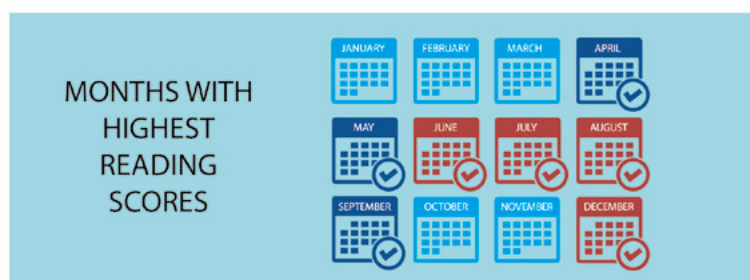 MONTHS WITH
HIGHEST
READING
SCORES
JANUARY FEBRUARY MARCH APRIL
MAY JUNE JULY AUGUST
SEPTEMBER OCTOBER NOVEMBER DECEMBER